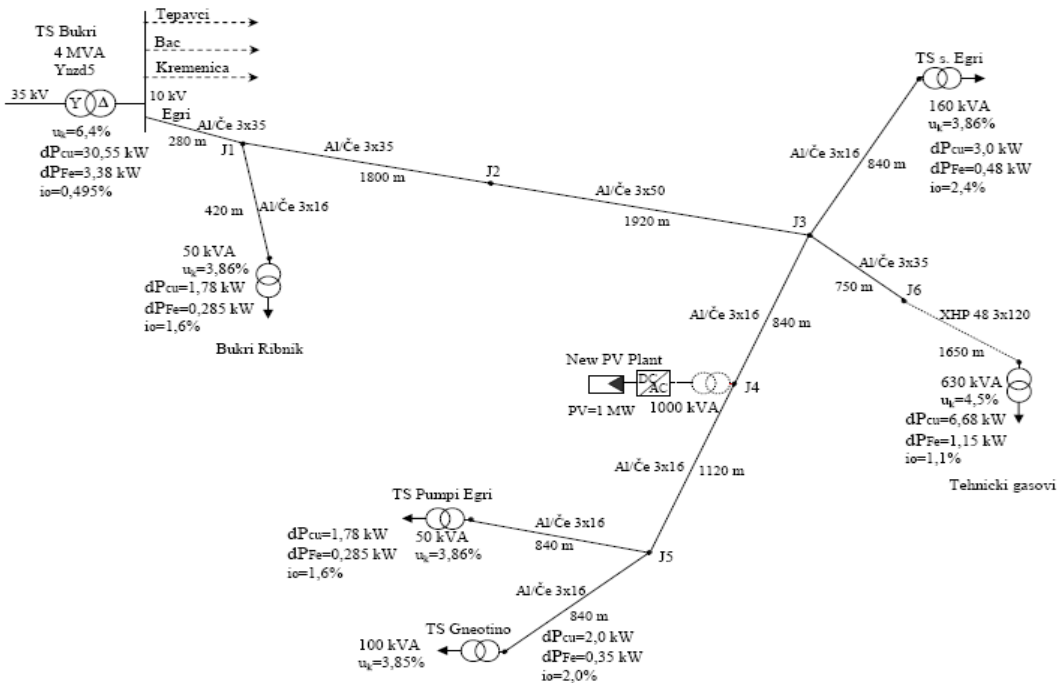 TS Bukri
4 MVA
Ynzd5
35 kV
10 kV
Y Δ
uk=6,4%
dPcu=30,55 kW
dPFe=3,38 kW
io=0,495%
Tepavci
Bac
Kremenica
Egri
Al/Če 3x35
280 m
J1
420 m
Al/Če 3x16
50 kVA
uk=3,86%
dPcu=1,78 kW
dPFe=0,285 kW
io=1,6%
Bukri Ribnik
Al/Če 3x35
1800 m
J2
Al/Če 3x50
1920 m
J3
TS s. Egri
160 kVA
uk=3,86%
dPcu=3,0 kW
dPFe=0,48 kW
io=2,4%
Al/Če 3x16
840 m
Al/Če 3x35
750 m
J6
XHP 48 3x120
1650 m
630 kVA
uk=4,5%
dPcu=6,68 kW
dPFe=1,15 kW
io=1,1%
Tehnicki gasovi
Al/Če 3x16
840 m
New PV Plant
DC
AC
PV=1 MW
1000 kVA
J4
Al/Če 3x16
1120 m
TS Pumpi Egri
50 kVA
uk=3,86%
dPcu=1,78 kW
dPFe=0,285 kW
io=1,6%
Al/Če 3x16
840 m
J5
Al/Če 3x16
840 m
TS Gneotino
100 kVA
uk=3,85%
dPcu=2,0 kW
dPFe=0,35 kW
io=2,0%